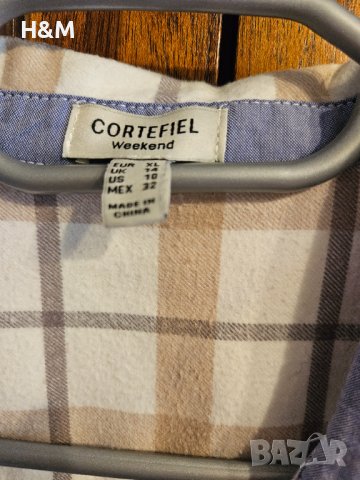 H&M
CORTEFIEL
Weekend
EUR XL
UK 14
US 10
MEX 32
MADE IN
CHINA
BAZAR